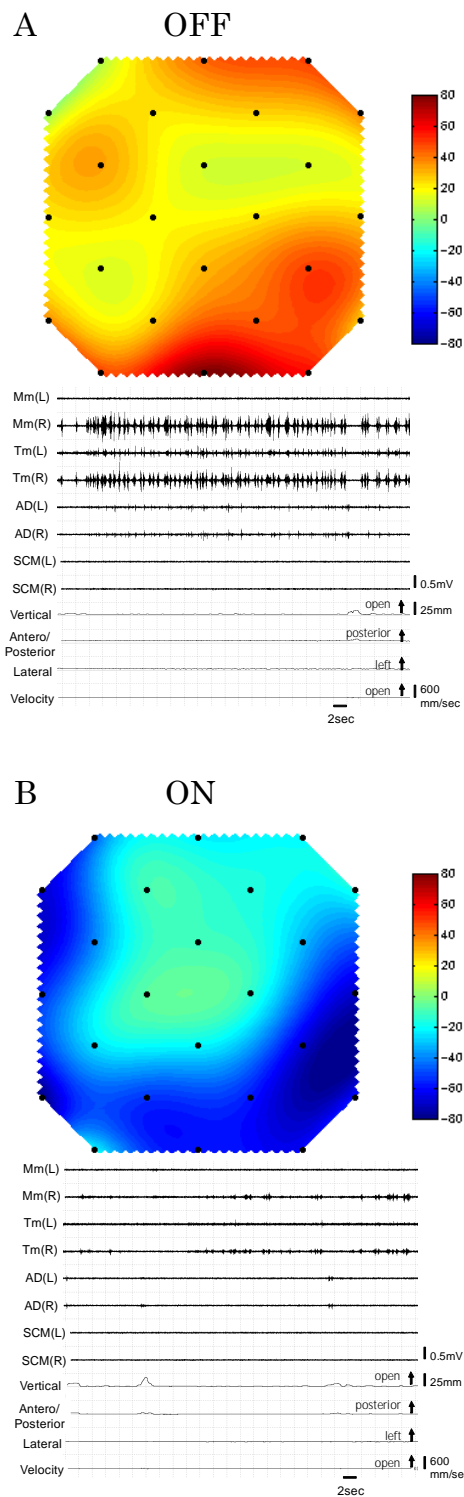 A OFF
80
60
40
20
0
−20
−40
−60
−80
Mm(L)
Mm(R)
Tm(L)
Tm(R)
AD(L)
AD(R)
SCM(L)
SCM(R) 0.5mV
Vertical open 25mm
Antero/
Posterior posterior
Lateral left
Velocity open 600
mm/sec
2sec
B ON
80
60
40
20
0
−20
−40
−60
−80
Mm(L)
Mm(R)
Tm(L)
Tm(R)
AD(L)
AD(R)
SCM(L)
SCM(R) 0.5mV
Vertical open 25mm
Antero/
Posterior posterior
Lateral left
Velocity open 600
mm/se
2sec